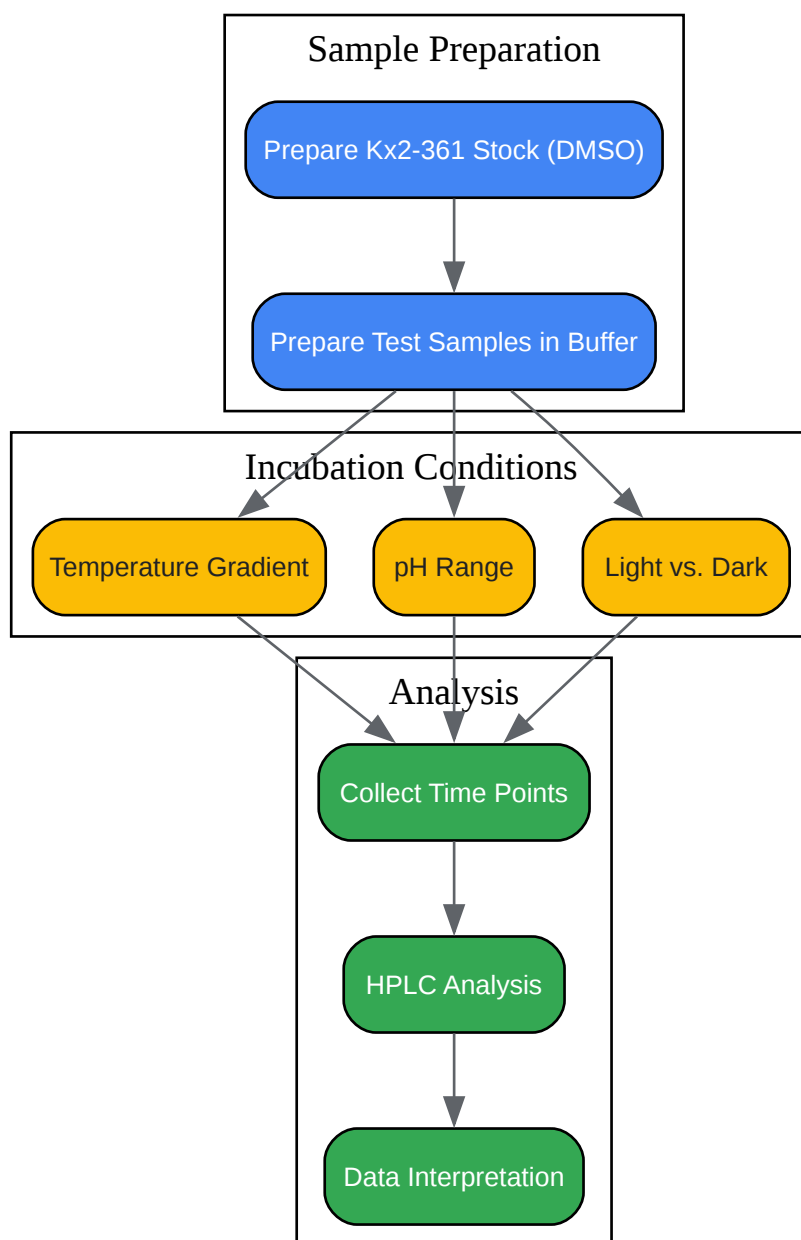 Sample Preparation
Prepare Kx2-361 Stock (DMSO)
Prepare Test Samples in Buffer
Incubation Conditions
Temperature Gradient
pH Range
Light vs. Dark
Analysis
Collect Time Points
HPLC Analysis
Data Interpretation